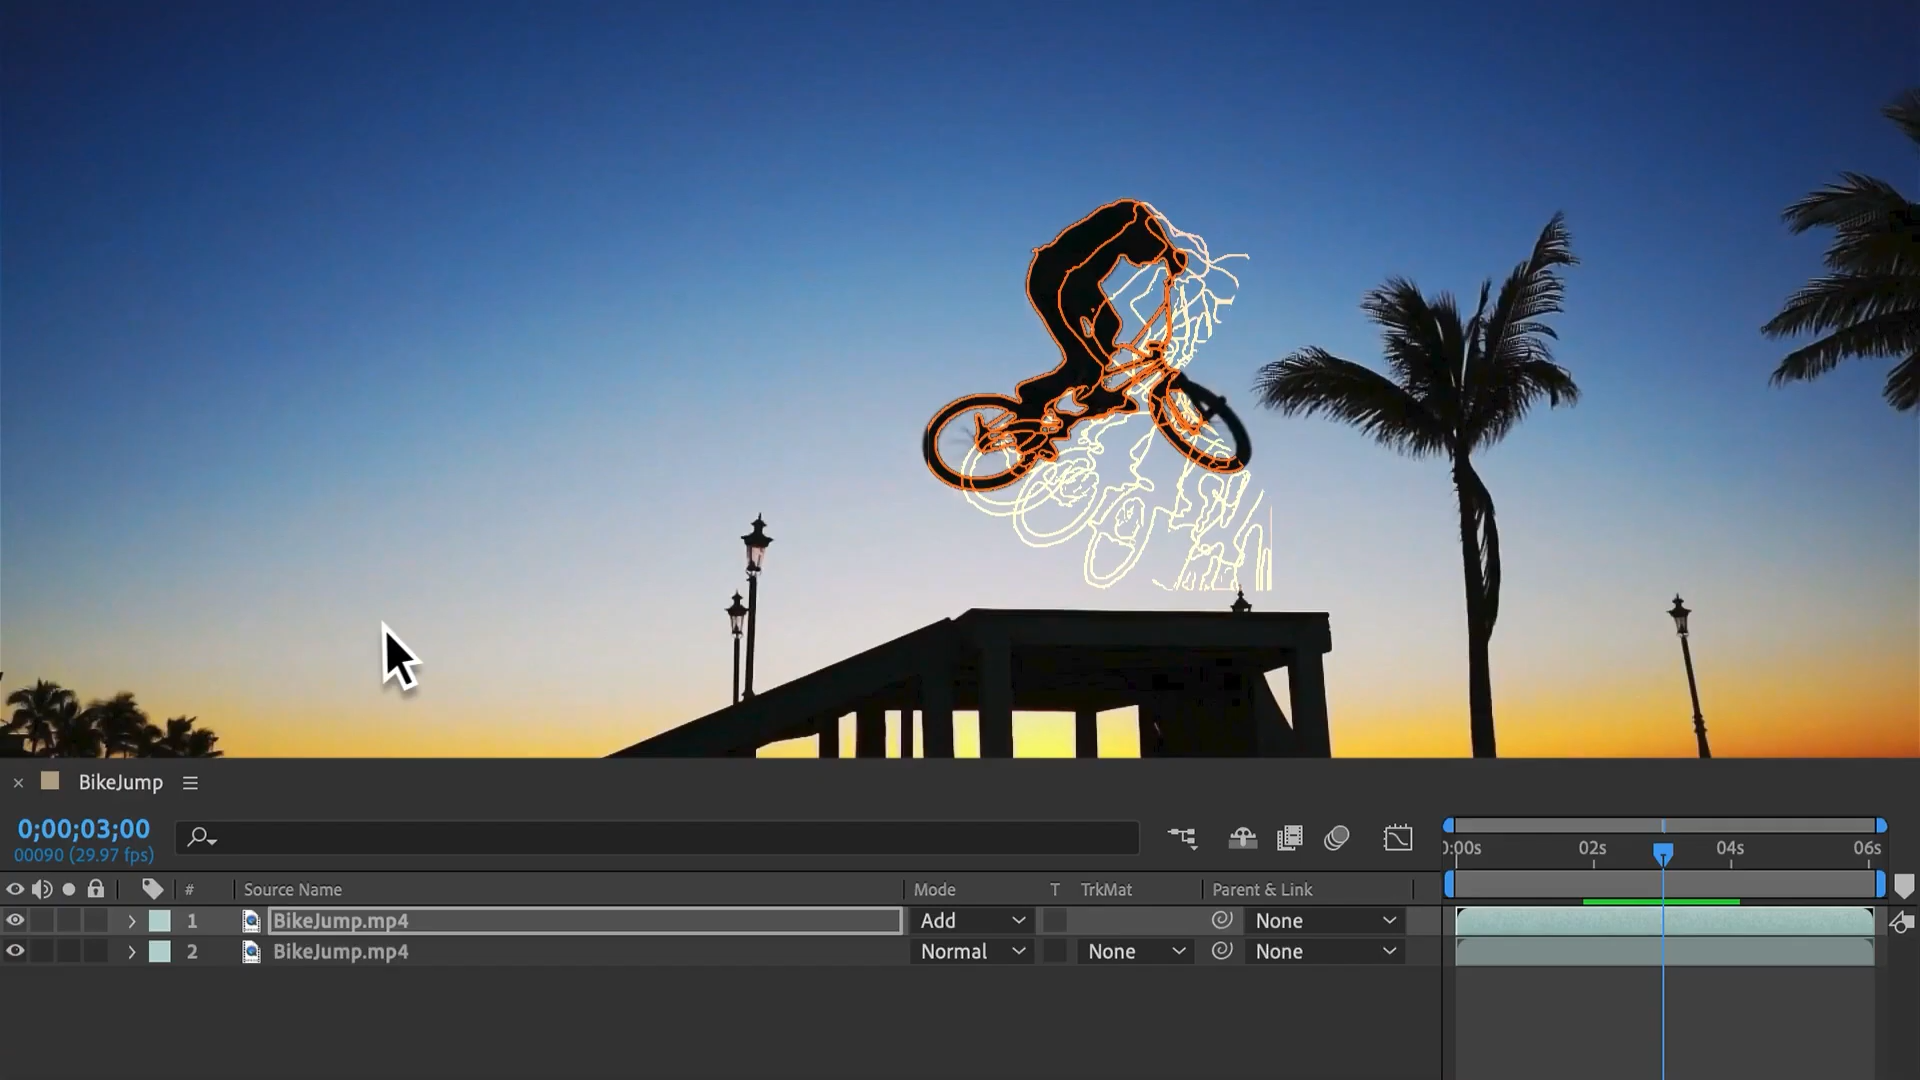 BikeJump
0;00;03;00
00090 (29.97 fps)
0:00s 02s 04s 06s
# Source Name Mode T TrkMat Parent & Link
1 BikeJump.mp4 Add None
2 BikeJump.mp4 Normal None None